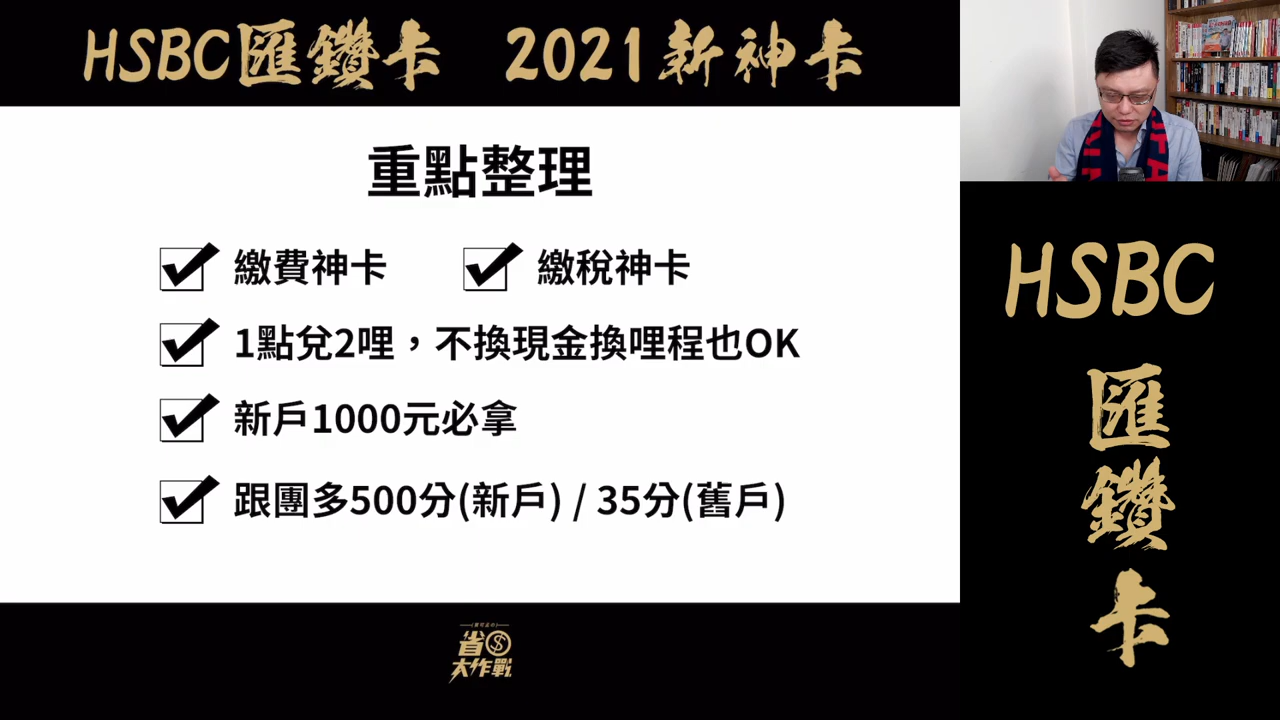 HSBC匯鑽卡 2021新神卡
重點整理
繳費神卡
繳稅神卡
1點兌2哩，不換現金換哩程也OK
新戶1000元必拿
跟團多500分(新戶) / 35分(舊戶)
省$
大作戰
HSBC
匯
鑽
卡